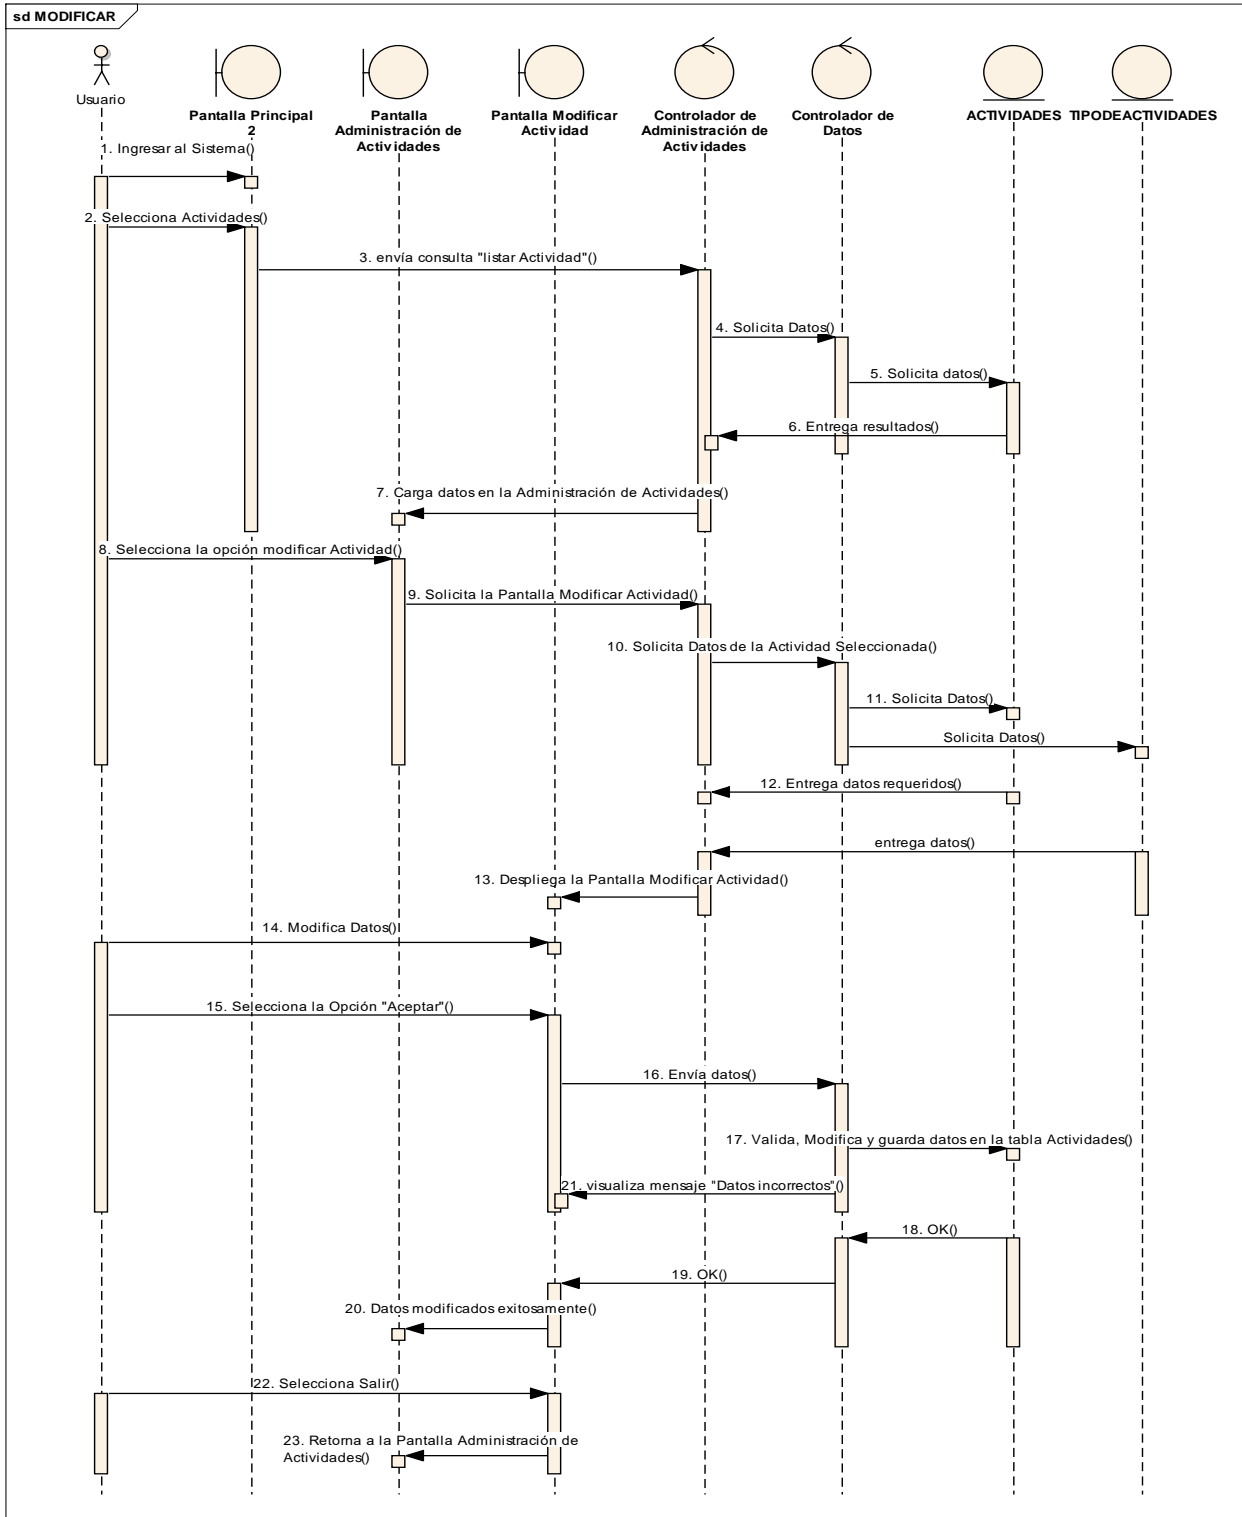 sd MODIFICAR
Usuario
Pantalla Principal
2
Pantalla
Administración de
Actividades
Pantalla Modificar
Actividad
Controlador de
Administración de
Actividades
Controlador de
Datos
ACTIVIDADES
TIPODEACTIVIDADES
1. Ingresar al Sistema()
2. Selecciona Actividades()
3. envía consulta "listar Actividad"()
4. Solicita Datos()
5. Solicita datos()
6. Entrega resultados()
7. Carga datos en la Administración de Actividades()
8. Selecciona la opción modificar Actividad()
9. Solicita la Pantalla Modificar Actividad()
10. Solicita Datos de la Actividad Seleccionada()
11. Solicita Datos()
Solicita Datos()
12. Entrega datos requeridos()
entrega datos()
13. Despliega la Pantalla Modificar Actividad()
14. Modifica Datos()
15. Selecciona la Opción "Aceptar"()
16. Envía datos()
17. Valida, Modifica y guarda datos en la tabla Actividades()
21. visualiza mensaje "Datos incorrectos"()
18. OK()
19. OK()
20. Datos modificados exitosamente()
22. Selecciona Salir()
23. Retorna a la Pantalla Administración de
Actividades()